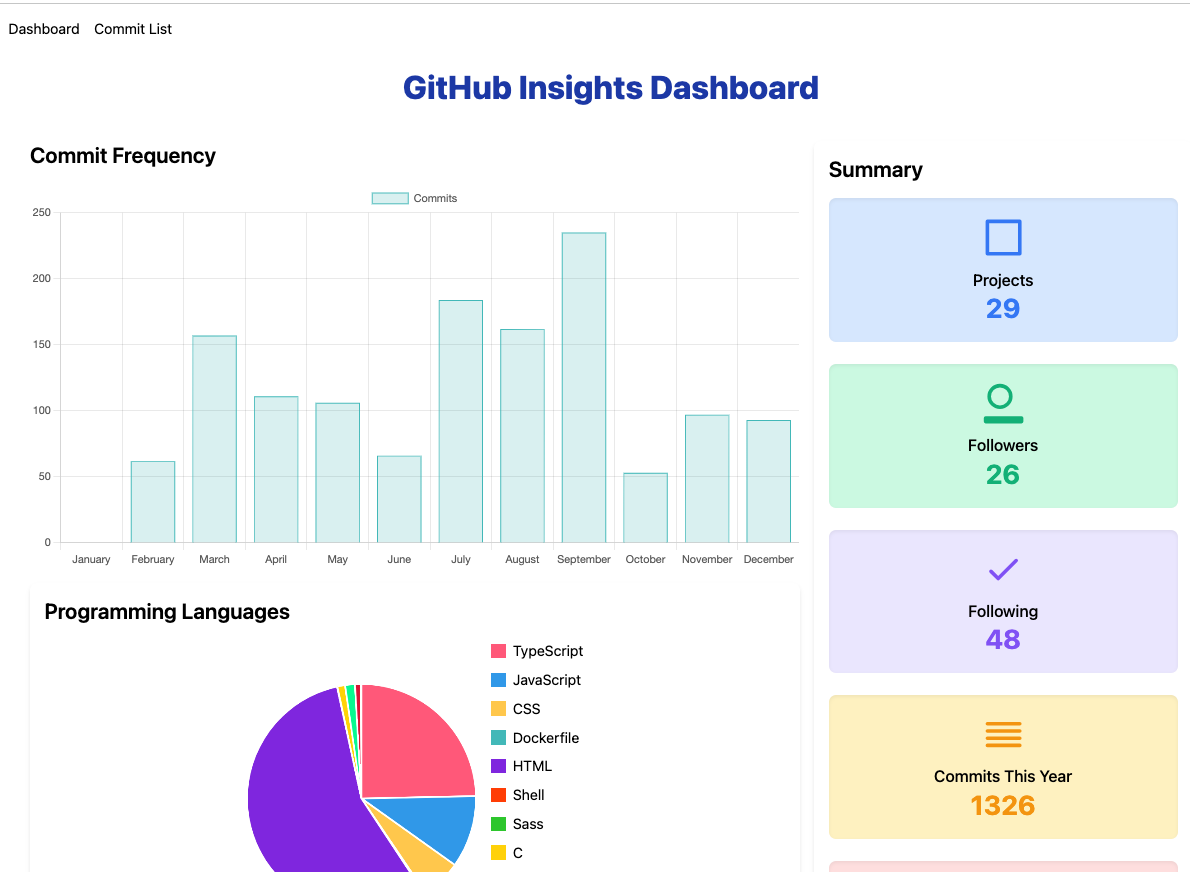 Dashboard Commit List
GitHub Insights Dashboard
Commit Frequency
Commits
250
200
150
100
50
0
January February March April May June July August September October November December
Programming Languages
TypeScript
JavaScript
CSS
Dockerfile
HTML
Shell
Sass
C
Summary
Projects
29
Followers
26
Following
48
Commits This Year
1326